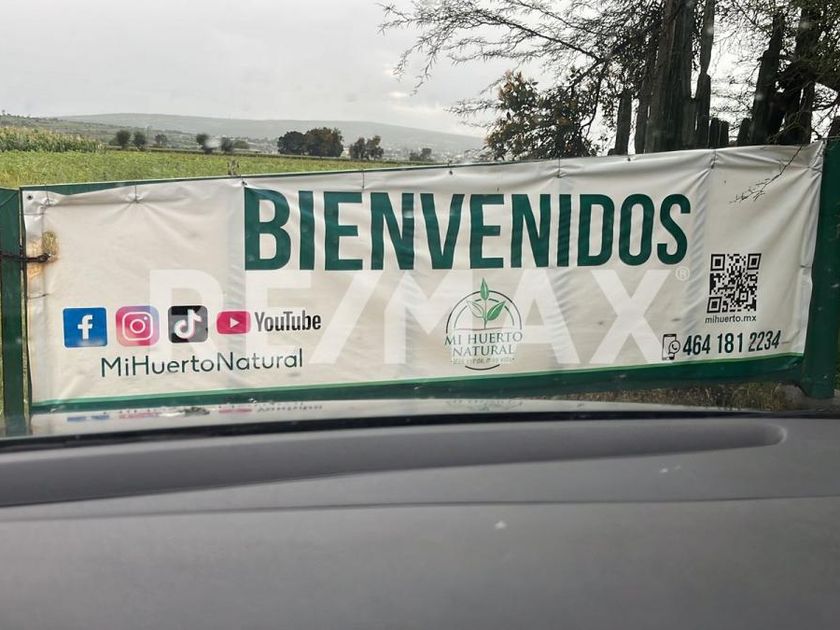 BIENVENIDOS
RE/MAX®
f
YouTube
MiHuertoNatural
MI HUERTO
NATURAL
mihuerto.mx
464 181 2234